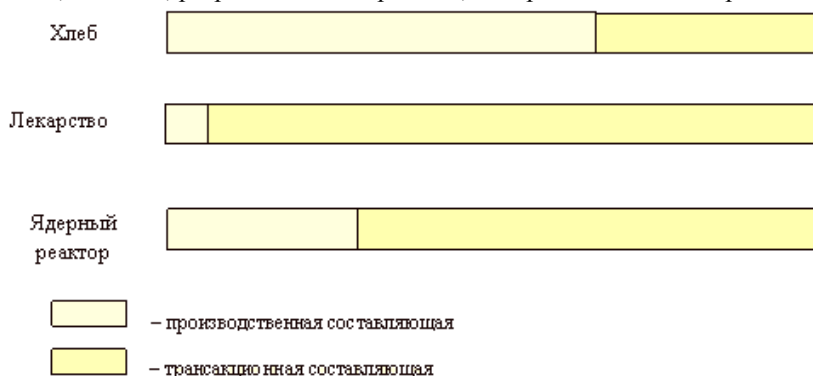 Хлеб
Лекарство
Ядерный
реактор
– производственная составляющая
– трансакционная составляющая